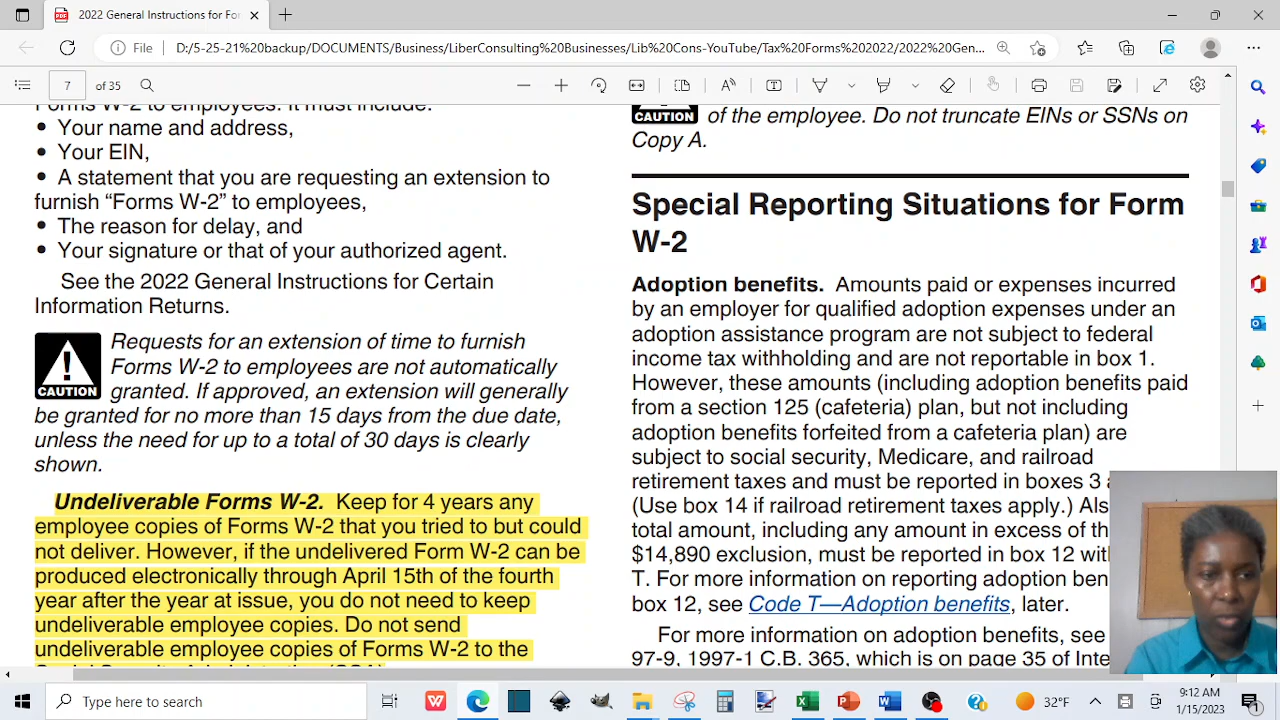 2022 General Instructions for For
File
D:/5-25-21%20backup/DOCUMENTS/Business/LiberConsulting%20Businesses/Lib%20Cons-YouTube/Tax%20Forms%202022/2022%20Gen...
7 of 35
Forms W-2 to employees. It must include:
• Your name and address,
• Your EIN,
• A statement that you are requesting an extension to
furnish “Forms W-2” to employees,
• The reason for delay, and
• Your signature or that of your authorized agent.
See the 2022 General Instructions for Certain
Information Returns.
CAUTION
Requests for an extension of time to furnish
Forms W-2 to employees are not automatically
granted. If approved, an extension will generally
be granted for no more than 15 days from the due date,
unless the need for up to a total of 30 days is clearly
shown.
Undeliverable Forms W-2. Keep for 4 years any
employee copies of Forms W-2 that you tried to but could
not deliver. However, if the undelivered Form W-2 can be
produced electronically through April 15th of the fourth
year after the year at issue, you do not need to keep
undeliverable employee copies. Do not send
undeliverable employee copies of Forms W-2 to the
CAUTION
of the employee. Do not truncate EINs or SSNs on
Copy A.
Special Reporting Situations for Form
W-2
Adoption benefits. Amounts paid or expenses incurred
by an employer for qualified adoption expenses under an
adoption assistance program are not subject to federal
income tax withholding and are not reportable in box 1.
However, these amounts (including adoption benefits paid
from a section 125 (cafeteria) plan, but not including
adoption benefits forfeited from a cafeteria plan) are
subject to social security, Medicare, and railroad
retirement taxes and must be reported in boxes 3
(Use box 14 if railroad retirement taxes apply.) Als
total amount, including any amount in excess of th
$14,890 exclusion, must be reported in box 12 wit
T. For more information on reporting adoption ben
box 12, see Code T—Adoption benefits, later.
For more information on adoption benefits, see
97-9, 1997-1 C.B. 365, which is on page 35 of Inte
Type here to search
32°F
9:12 AM
1/15/2023